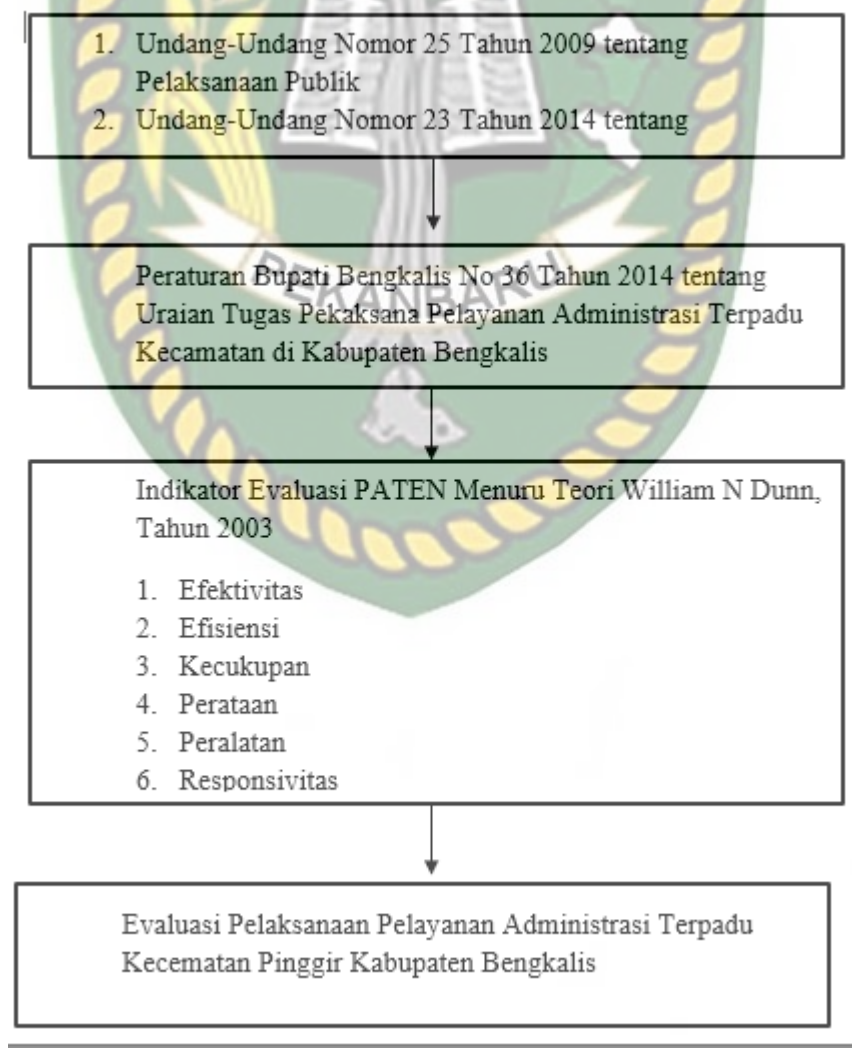 1. Undang-Undang Nomor 25 Tahun 2009 tentang
Pelaksanaan Publik
2. Undang-Undang Nomor 23 Tahun 2014 tentang
PEKANBARU
Peraturan Bupati Bengkalis No 36 Tahun 2014 tentang
Uraian Tugas Pekaksana Pelayanan Administrasi Terpadu
Kecamatan di Kabupaten Bengkalis
Indikator Evaluasi PATEN Menuru Teori William N Dunn,
Tahun 2003
1. Efektivitas
2. Efisiensi
3. Kecukupan
4. Perataan
5. Peralatan
6. Responsivitas
Evaluasi Pelaksanaan Pelayanan Administrasi Terpadu
Kecematan Pinggir Kabupaten Bengkalis